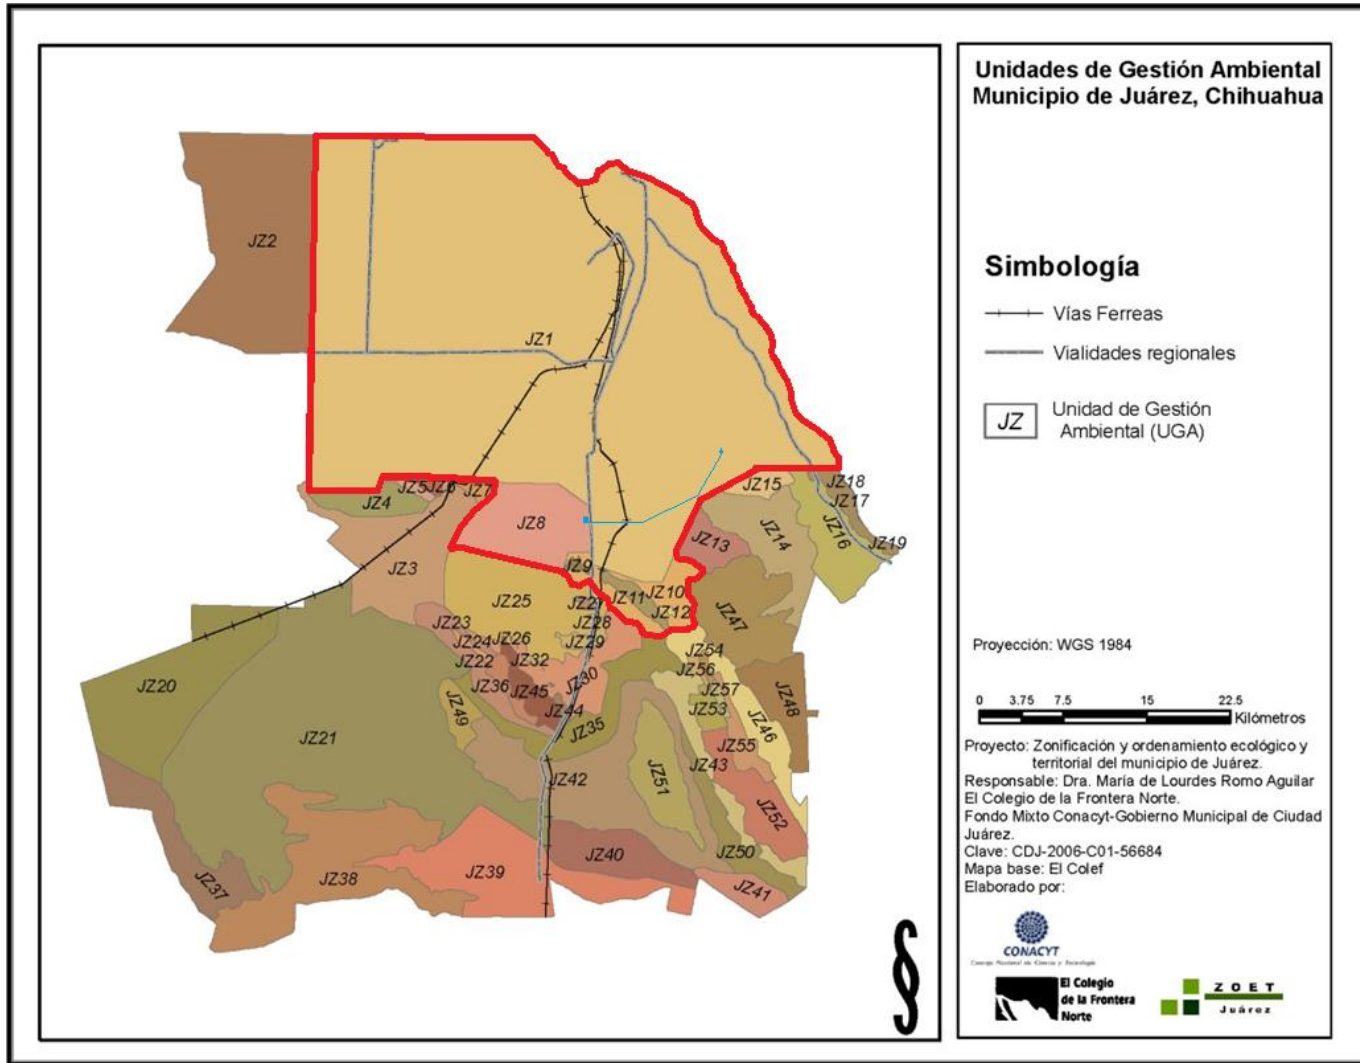 Unidades de Gestión Ambiental
Municipio de Juárez, Chihuahua
Simbología
Vías Ferreas
Vialidades regionales
JZ
Unidad de Gestión
Ambiental (UGA)
Proyección: WGS 1984
0 3.75 7.5 15 22.5
Kilómetros
Proyecto: Zonificación y ordenamiento ecológico y
territorial del municipio de Juárez.
Responsable: Dra. María de Lourdes Romo Aguilar
El Colegio de la Frontera Norte.
Fondo Mixto Conacyt-Gobierno Municipal de Ciudad
Juárez.
Clave: CDJ-2006-C01-56684
Mapa base: El Colef
Elaborado por:
CONACYT
Consejo Nacional de Ciencia y Tecnología
El Colegio
de la Frontera
Norte
ZOET
Juárez
JZ2
JZ1
JZ5
JZ6
JZ7
JZ4
JZ8
JZ15
JZ18
JZ17
JZ16
JZ19
JZ14
JZ13
JZ3
JZ9
JZ11
JZ10
JZ12
JZ25
JZ27
JZ28
JZ29
JZ23
JZ24
JZ26
JZ22
JZ32
JZ47
JZ54
JZ56
JZ57
JZ53
JZ48
JZ46
JZ20
JZ36
JZ45
JZ30
JZ44
JZ35
JZ49
JZ21
JZ42
JZ51
JZ43
JZ55
JZ52
JZ50
JZ37
JZ38
JZ39
JZ40
JZ41
§